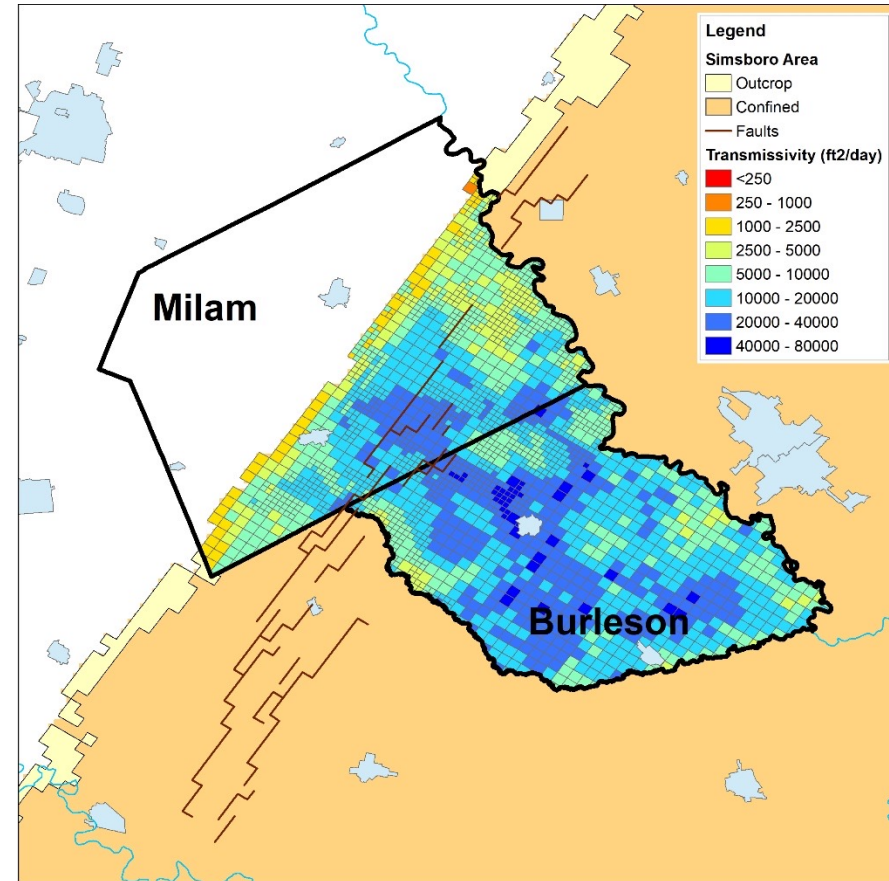 Legend
Simsboro Area
Outcrop
Confined
Faults
Transmissivity (ft2/day)
<250
250 - 1000
1000 - 2500
2500 - 5000
5000 - 10000
10000 - 20000
20000 - 40000
40000 - 80000
Milam
Burleson